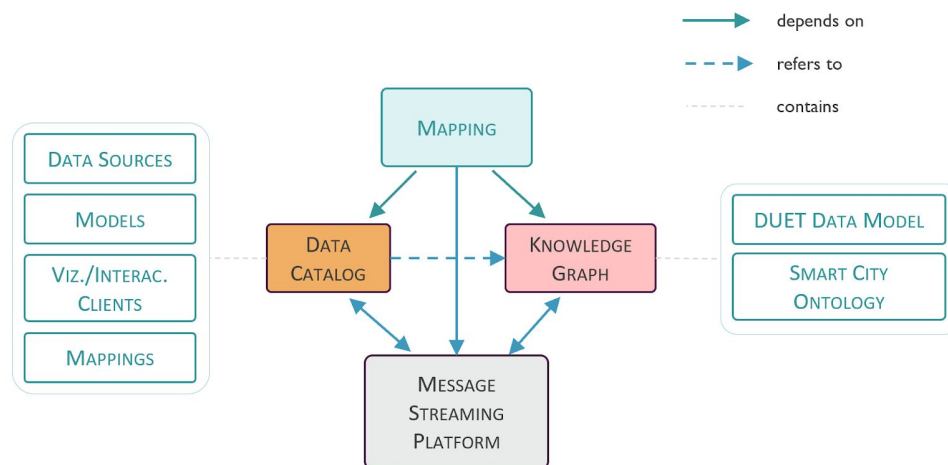 depends on
refers to
contains
MAPPING
DATA SOURCES
MODELS
VIZ./INTERAC.
CLIENTS
MAPPINGS
DATA
CATALOG
KNOWLEDGE
GRAPH
DUET DATA MODEL
SMART CITY
ONTOLOGY
MESSAGE
STREAMING
PLATFORM